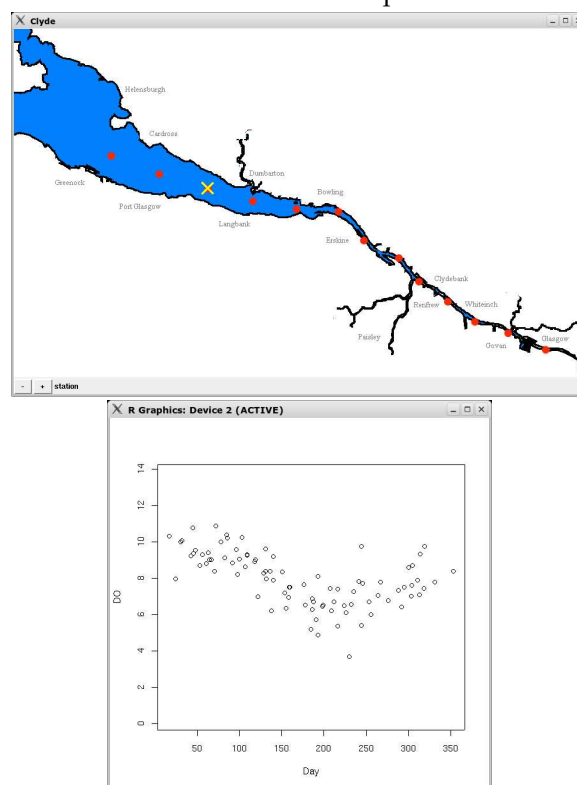 Clyde
Helensburgh
Cardross
Greenock
Dumbarton
Port Glasgow
Bowling
Langbank
Erskine
Clydebank
Renfrew
Whiteinch
Paisley
Govan
Glasgow
- + station
R Graphics: Device 2 (ACTIVE)
14
12
10
8
6
4
2
0
DO
50 100 150 200 250 300 350
Day